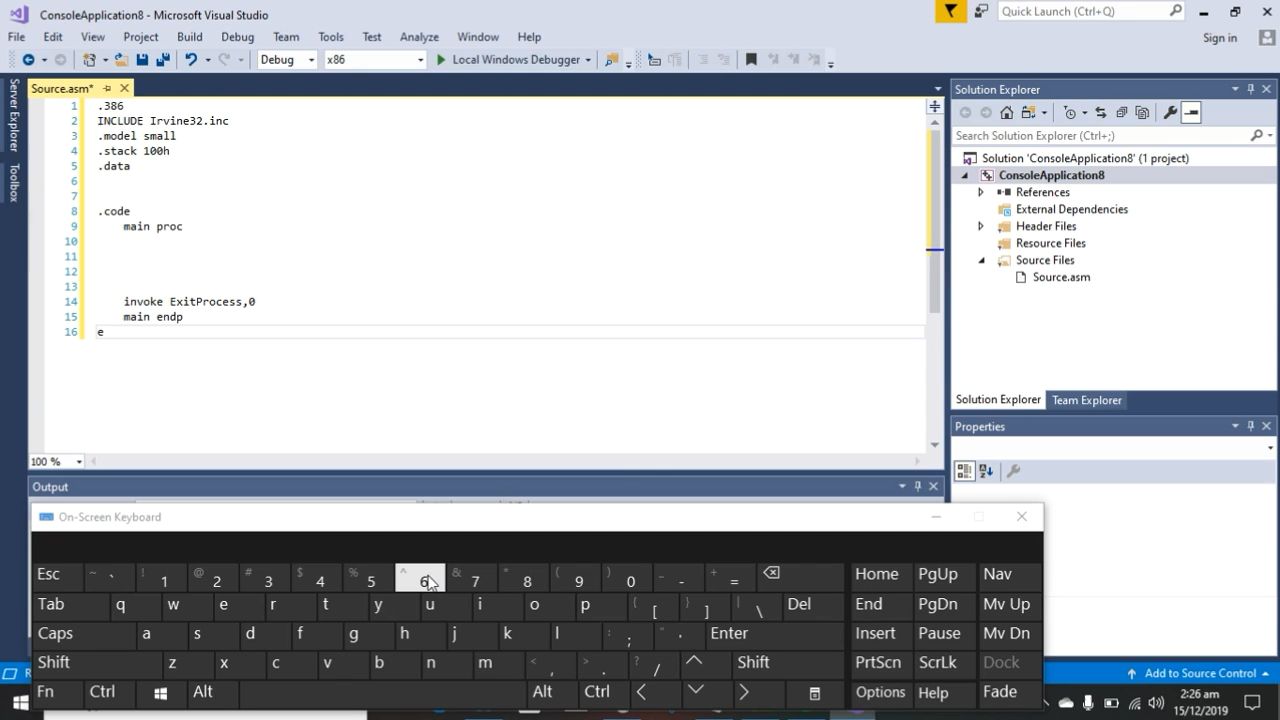 ConsoleApplication8 - Microsoft Visual Studio
Quick Launch (Ctrl+Q)
File Edit View Project Build Debug Team Tools Test Analyze Window Help
Sign in
Debug x86 Local Windows Debugger
Server Explorer
Toolbox
Source.asm*
1 .386
2 INCLUDE Irvine32.inc
3 .model small
4 .stack 100h
5 .data
6
7
8 .code
9 main proc
10
11
12
13
14 invoke ExitProcess,0
15 main endp
16 e
100 %
Solution Explorer
Search Solution Explorer (Ctrl+;)
Solution 'ConsoleApplication8' (1 project)
ConsoleApplication8
References
External Dependencies
Header Files
Resource Files
Source Files
Source.asm
Solution Explorer Team Explorer
Properties
Output
On-Screen Keyboard
Esc ~ ` ! 1 @ 2 # 3 $ 4 % 5 ^ 6 & 7 * 8 ( 9 ) 0 _ - + = Home PgUp Nav
Tab q w e r t y u i o p { [ } ] | \ Del End PgDn Mv Up
Caps a s d f g h j k l : ; " ' Enter Insert Pause Mv Dn
Shift z x c v b n m < , > . ? / Shift PrtScn ScrLk Dock
Fn Ctrl Alt Alt Ctrl Options Help Fade
Add to Source Control
2:26 am
15/12/2019